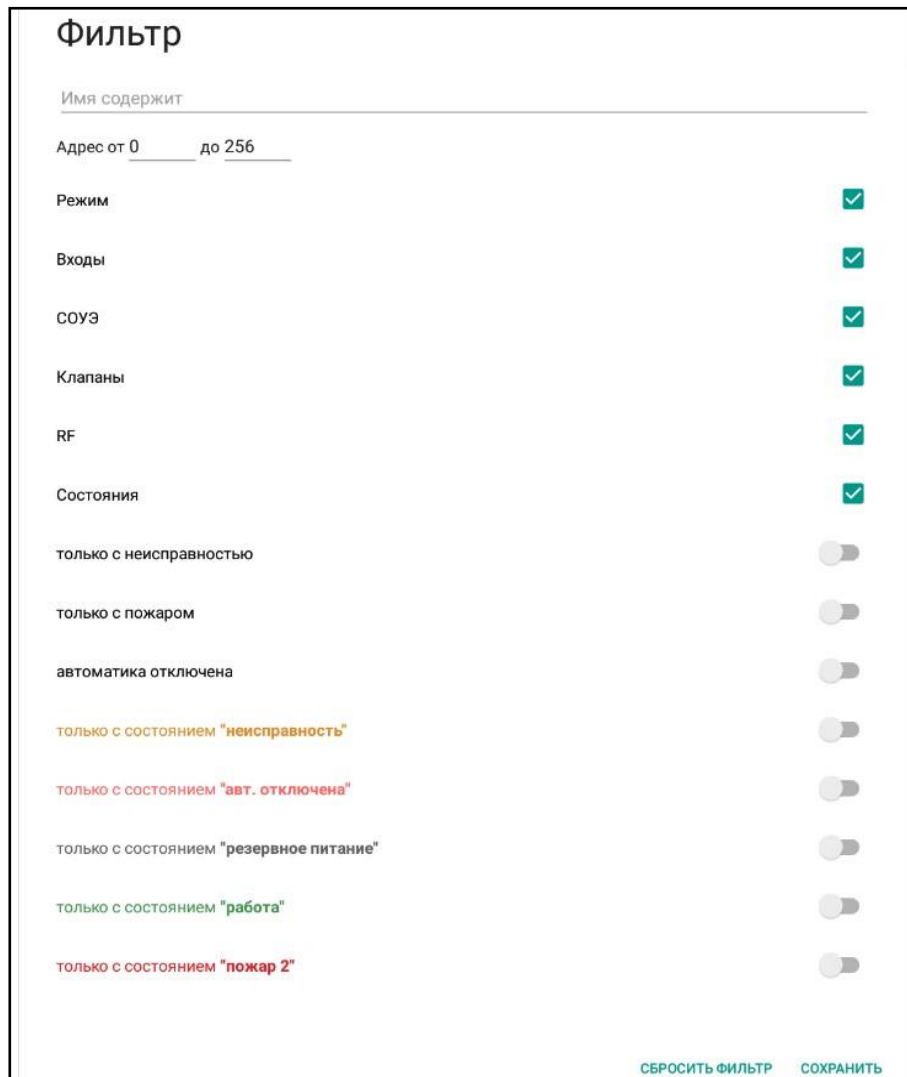 Фильтр
Имя содержит
Адрес от 0 до 256
Режим
Входы
СОУЭ
Клапаны
RF
Состояния
только с неисправностью
только с пожаром
автоматика отключена
только с состоянием "неисправность"
только с состоянием "авт. отключена"
только с состоянием "резервное питание"
только с состоянием "работа"
только с состоянием "пожар 2"
СБРОСИТЬ ФИЛЬТР СОХРАНИТЬ